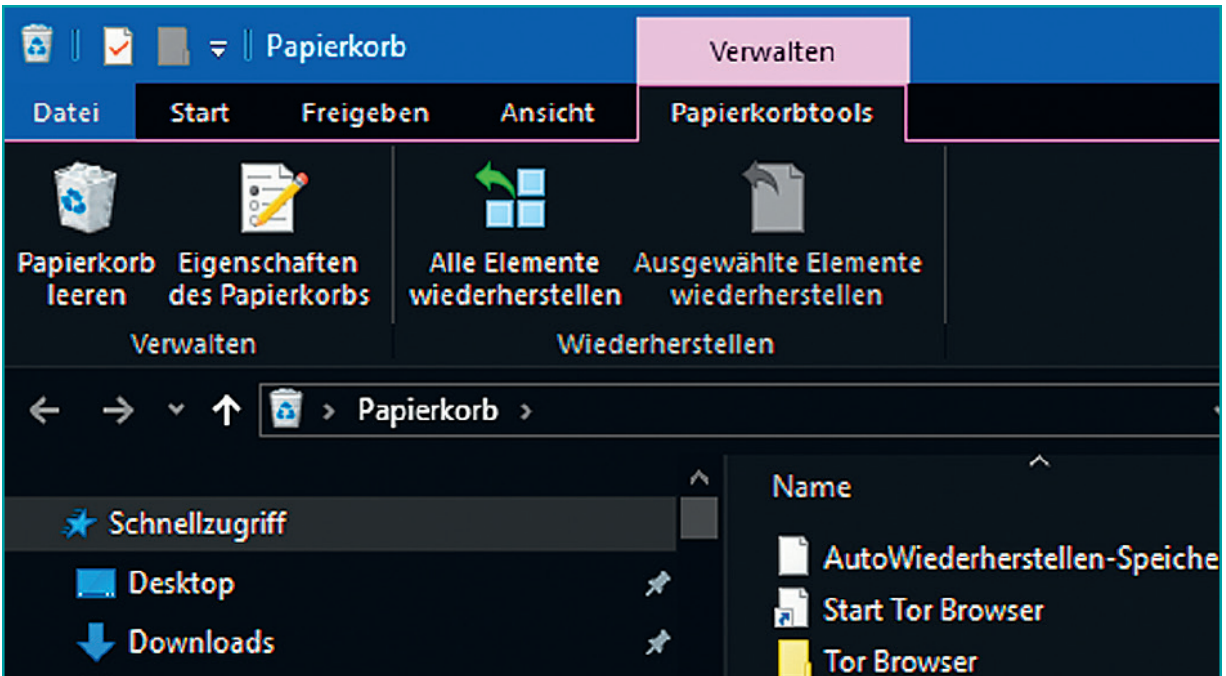 Papierkorb
Verwalten
Datei Start Freigeben Ansicht Papierkorbtools
Papierkorb leeren
Eigenschaften des Papierkorbs
Alle Elemente wiederherstellen
Ausgewählte Elemente wiederherstellen
Verwalten
Wiederherstellen
Papierkorb
Schnellzugriff
Desktop
Downloads
Name
AutoWiederherstellen-Speiche
Start Tor Browser
Tor Browser